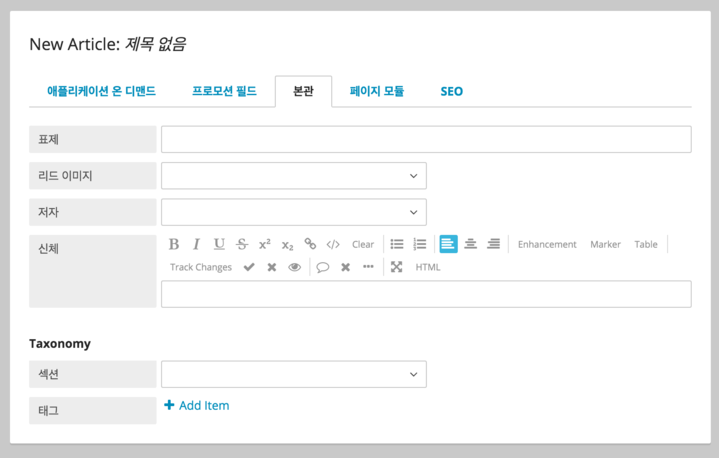 New Article: 제목 없음
애플리케이션 온 디맨드 프로모션 필드 본관 페이지 모듈 SEO
표제
리드 이미지
저자
신체
B I U S x² x₂ </> Clear Enhancement Marker Table
Track Changes HTML
Taxonomy
섹션
태그 + Add Item